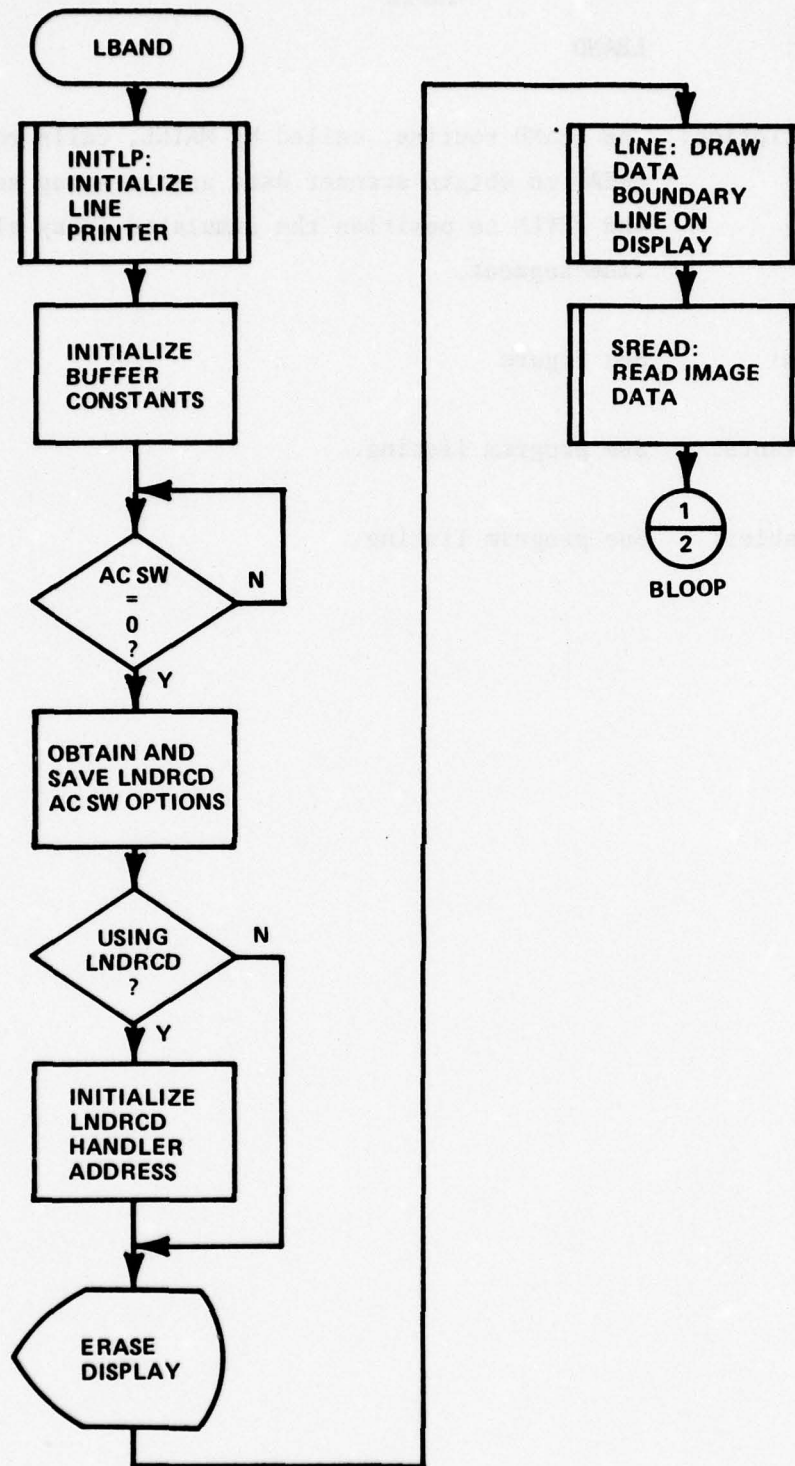 LBAND
INITLP:
INITIALIZE
LINE
PRINTER
INITIALIZE
BUFFER
CONSTANTS
AC SW
=
0
?
N
Y
OBTAIN AND
SAVE LNDRCD
AC SW OPTIONS
USING
LNDRCD
?
N
Y
INITIALIZE
LNDRCD
HANDLER
ADDRESS
ERASE
DISPLAY
LINE: DRAW
DATA
BOUNDARY
LINE ON
DISPLAY
SREAD:
READ IMAGE
DATA
1
2
BLOOP